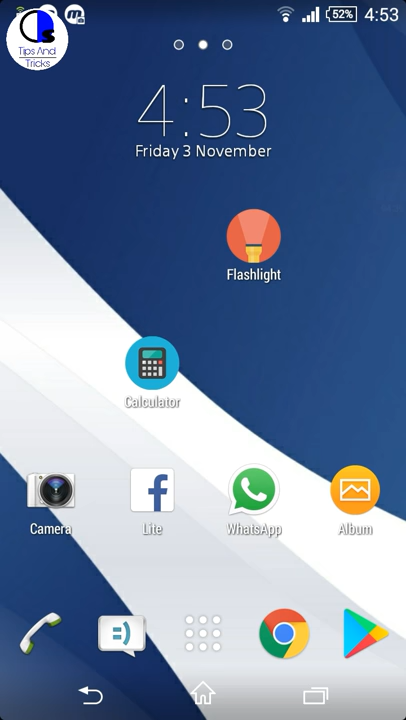 52% 4:53
Tips And
Tricks
4:53
Friday 3 November
Flashlight
Calculator
Camera
Lite
WhatsApp
Album